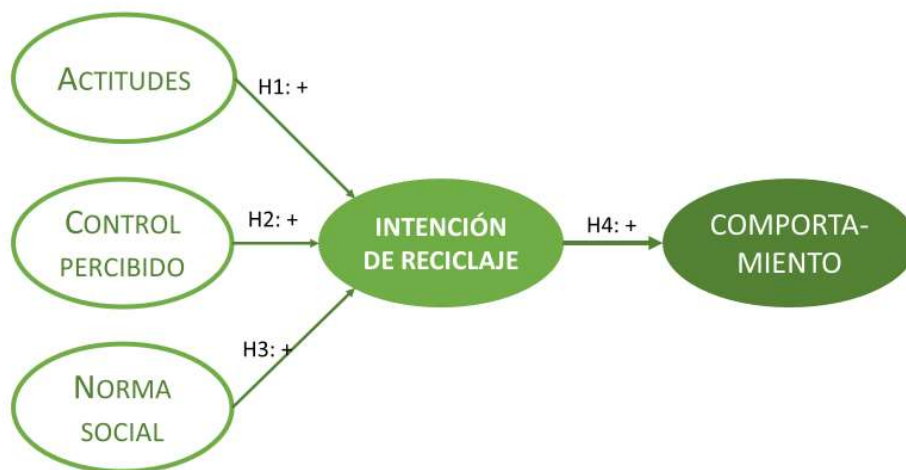 ACTITUDES
H1: +
CONTROL
PERCIBIDO
H2: +
INTENCIÓN
DE RECICLAJE
H4: +
COMPORTA-
MIENTO
H3: +
NORMA
SOCIAL